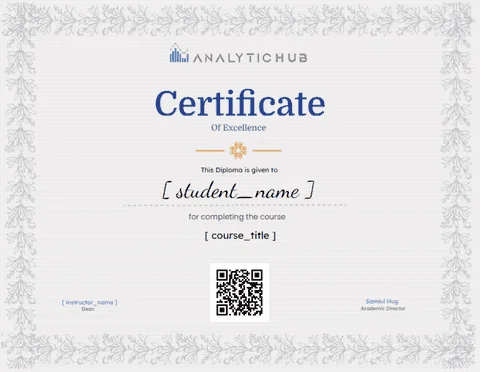 ANALYTICHUB
Certificate
Of Excellence
This Diploma is given to
[ student_name ]
for completing the course
[ course_title ]
[ instructor_name ]
Dean
Samiul Huq
Academic Director